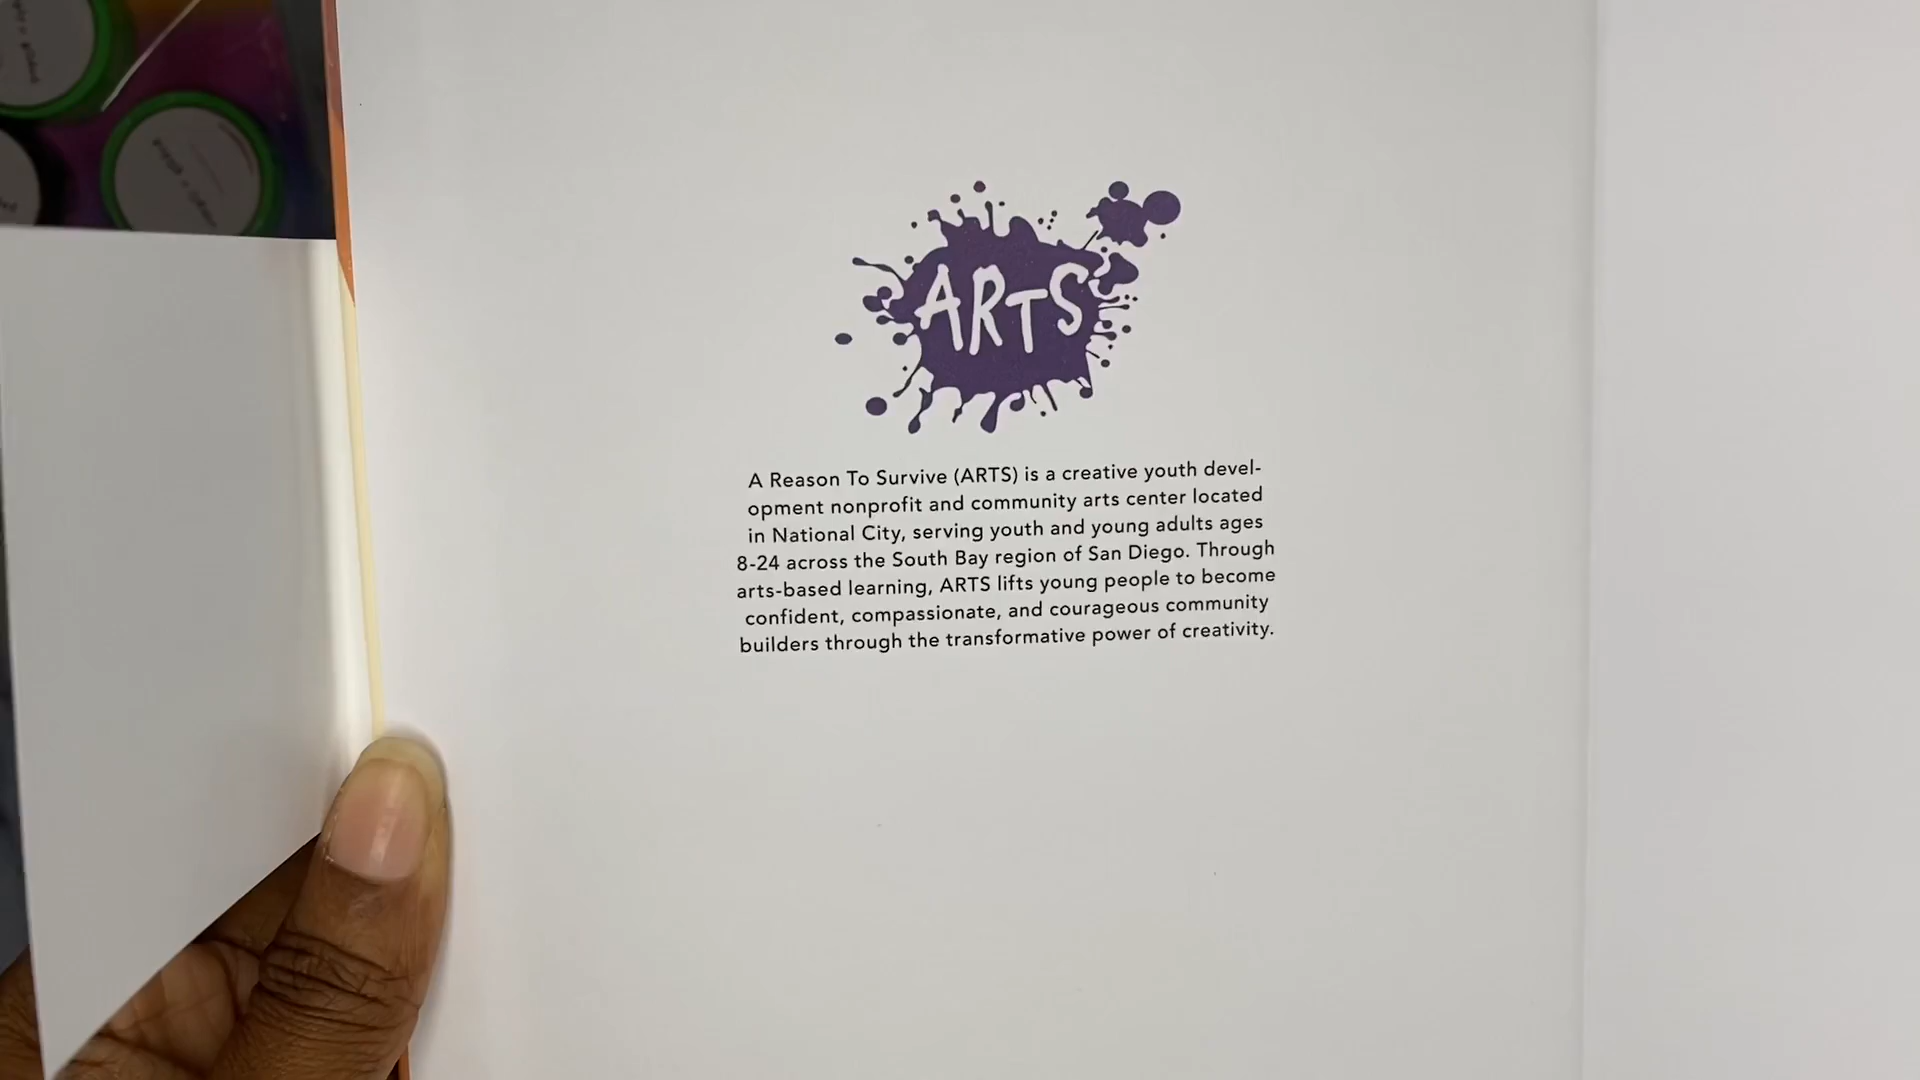 ARTS
A Reason To Survive (ARTS) is a creative youth devel-
opment nonprofit and community arts center located
in National City, serving youth and young adults ages
8-24 across the South Bay region of San Diego. Through
arts-based learning, ARTS lifts young people to become
confident, compassionate, and courageous community
builders through the transformative power of creativity.